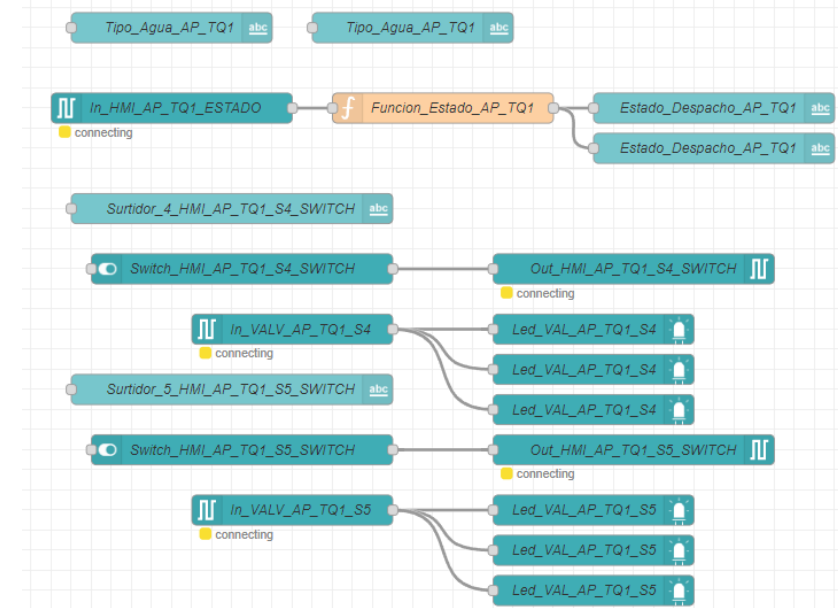 Tipo_Agua_AP_TQ1 abc Tipo_Agua_AP_TQ1 abc
In_HMI_AP_TQ1_ESTADO f Funcion_Estado_AP_TQ1 Estado_Despacho_AP_TQ1 abc
connecting
Estado_Despacho_AP_TQ1 abc
Surtidor_4_HMI_AP_TQ1_S4_SWITCH abc
Switch_HMI_AP_TQ1_S4_SWITCH Out_HMI_AP_TQ1_S4_SWITCH
connecting
In_VALV_AP_TQ1_S4 Led_VAL_AP_TQ1_S4
connecting
Led_VAL_AP_TQ1_S4
Surtidor_5_HMI_AP_TQ1_S5_SWITCH abc
Led_VAL_AP_TQ1_S4
Switch_HMI_AP_TQ1_S5_SWITCH Out_HMI_AP_TQ1_S5_SWITCH
connecting
In_VALV_AP_TQ1_S5 Led_VAL_AP_TQ1_S5
connecting
Led_VAL_AP_TQ1_S5
Led_VAL_AP_TQ1_S5